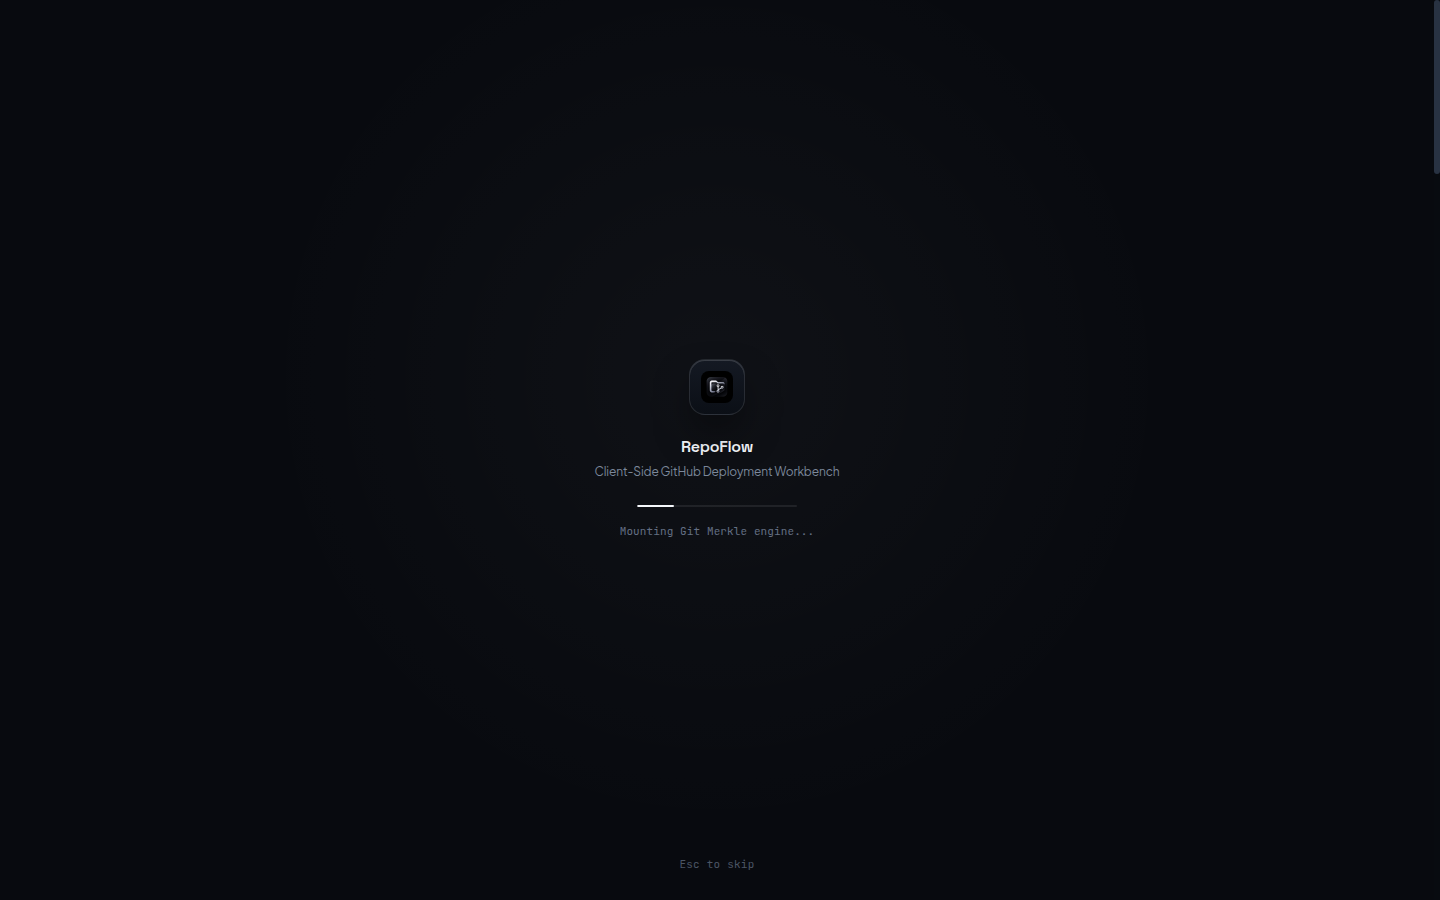 RepoFlow
Client-Side GitHub Deployment Workbench
Mounting Git Merkle engine...
Esc to skip